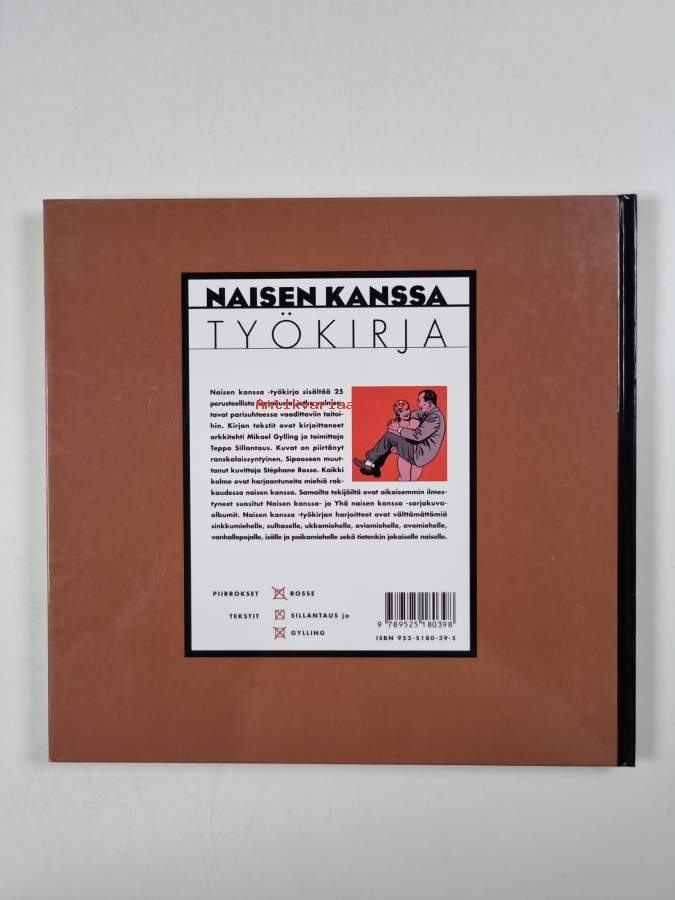 NAISEN KANSSA
TYÖKIRJA
Naisen kanssa -työkirja sisältää 25
perusteellista
tavat parisuhteessa vaadittaviin taitoi-
hin. Kirjan tekstit ovat kirjoittaneet
arkkitehti Mikael Gylling ja toimittaja
Teppo Sillantaus. Kuvat on piirtänyt
ranskalaissyntyinen, Sipooseen muut-
tanut kuvittaja Stéphane Rosse. Kaikki
kolme ovat harjaantuneita miehiä rak-
kaudessa naisen kanssa. Samoilta tekijöiltä ovat aikaisemmin ilmes-
tyneet suositut Naisen kanssa- ja Yhä naisen kanssa -sarjakuva-
albumit. Naisen kanssa -työkirjan harjoitteet ovat välttämättömiä
sinkkumiehelle, sulhaselle, ukkomiehelle, aviomiehelle, avomiehelle,
vanhallepojalle, isälle ja poikamiehelle sekä tietenkin jokaiselle naiselle.
PIIRROKSET ROSSE
TEKSTIT SILLANTAUS ja
GYLLING
9 789525 180398
ISBN 952-5180-39-5